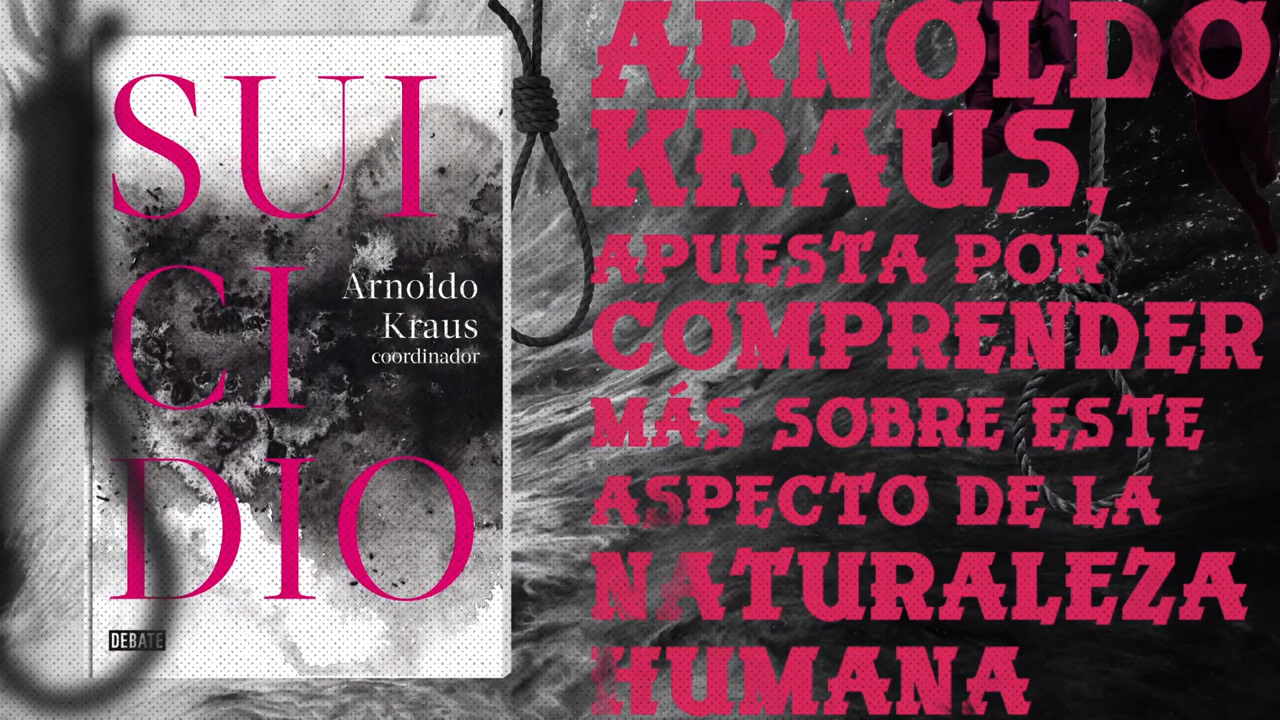 SUI
CI
DIO
Arnoldo
Kraus
coordinador
DEBATE
ARNOLDO
KRAUS,
APUESTA POR
COMPRENDER
MÁS SOBRE ESTE
ASPECTO DE LA
NATURALEZA
HUMANA